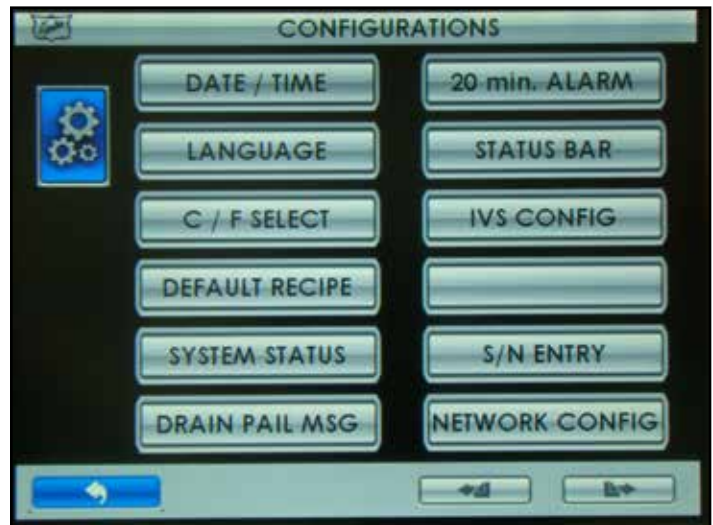 CONFIGURATIONS
DATE / TIME
20 min. ALARM
LANGUAGE
STATUS BAR
C / F SELECT
IVS CONFIG
DEFAULT RECIPE
SYSTEM STATUS
S/N ENTRY
DRAIN PAIL MSG
NETWORK CONFIG